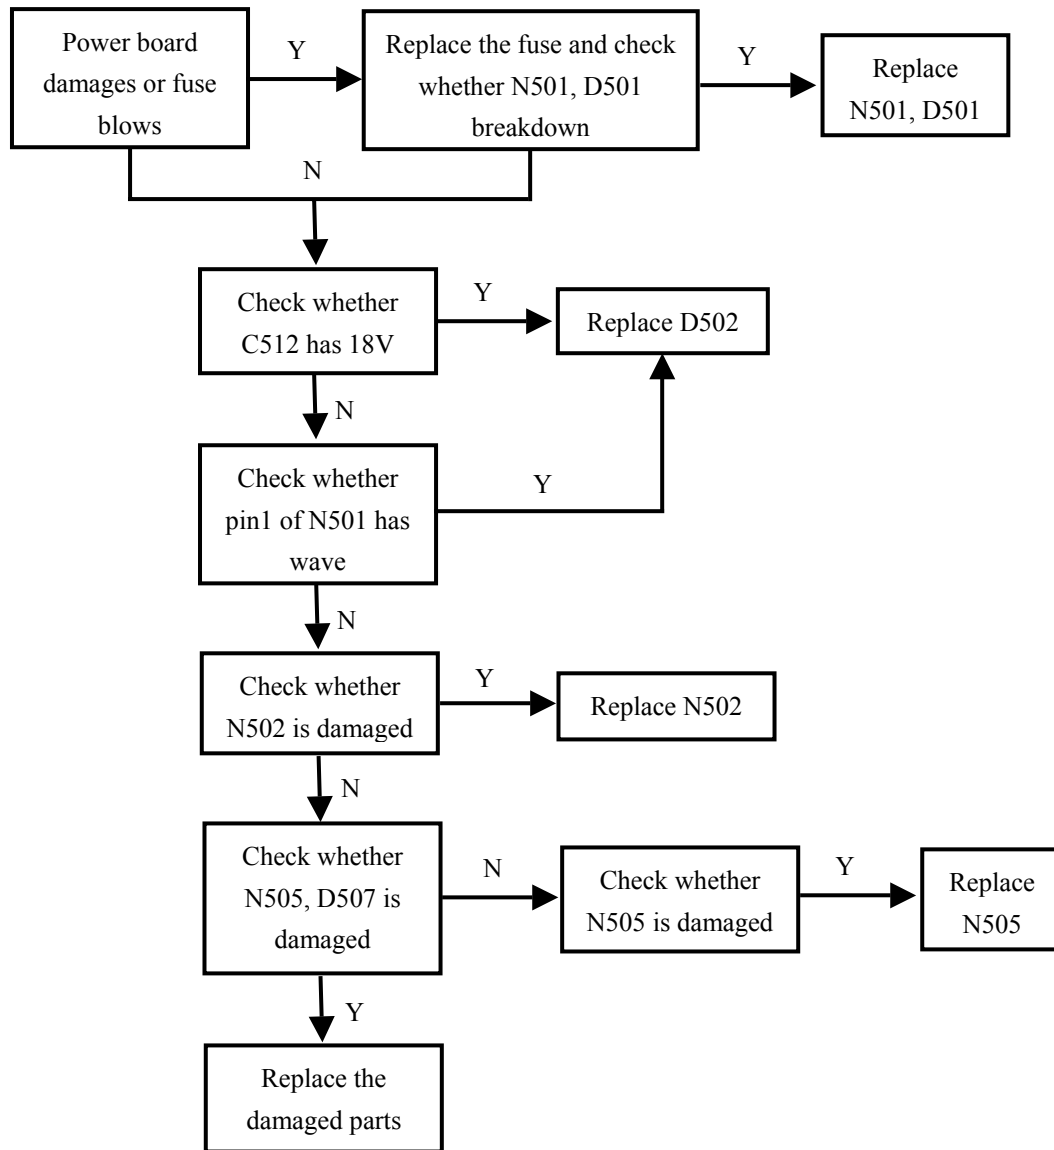 Power board
damages or fuse
blows
Y
Replace the fuse and check
whether N501, D501
breakdown
Y
Replace
N501, D501
N
Check whether
C512 has 18V
Y
Replace D502
N
Check whether
pin1 of N501 has
wave
Y
N
Check whether
N502 is damaged
Y
Replace N502
N
Check whether
N505, D507 is
damaged
N
Check whether
N505 is damaged
Y
Replace
N505
Y
Replace the
damaged parts